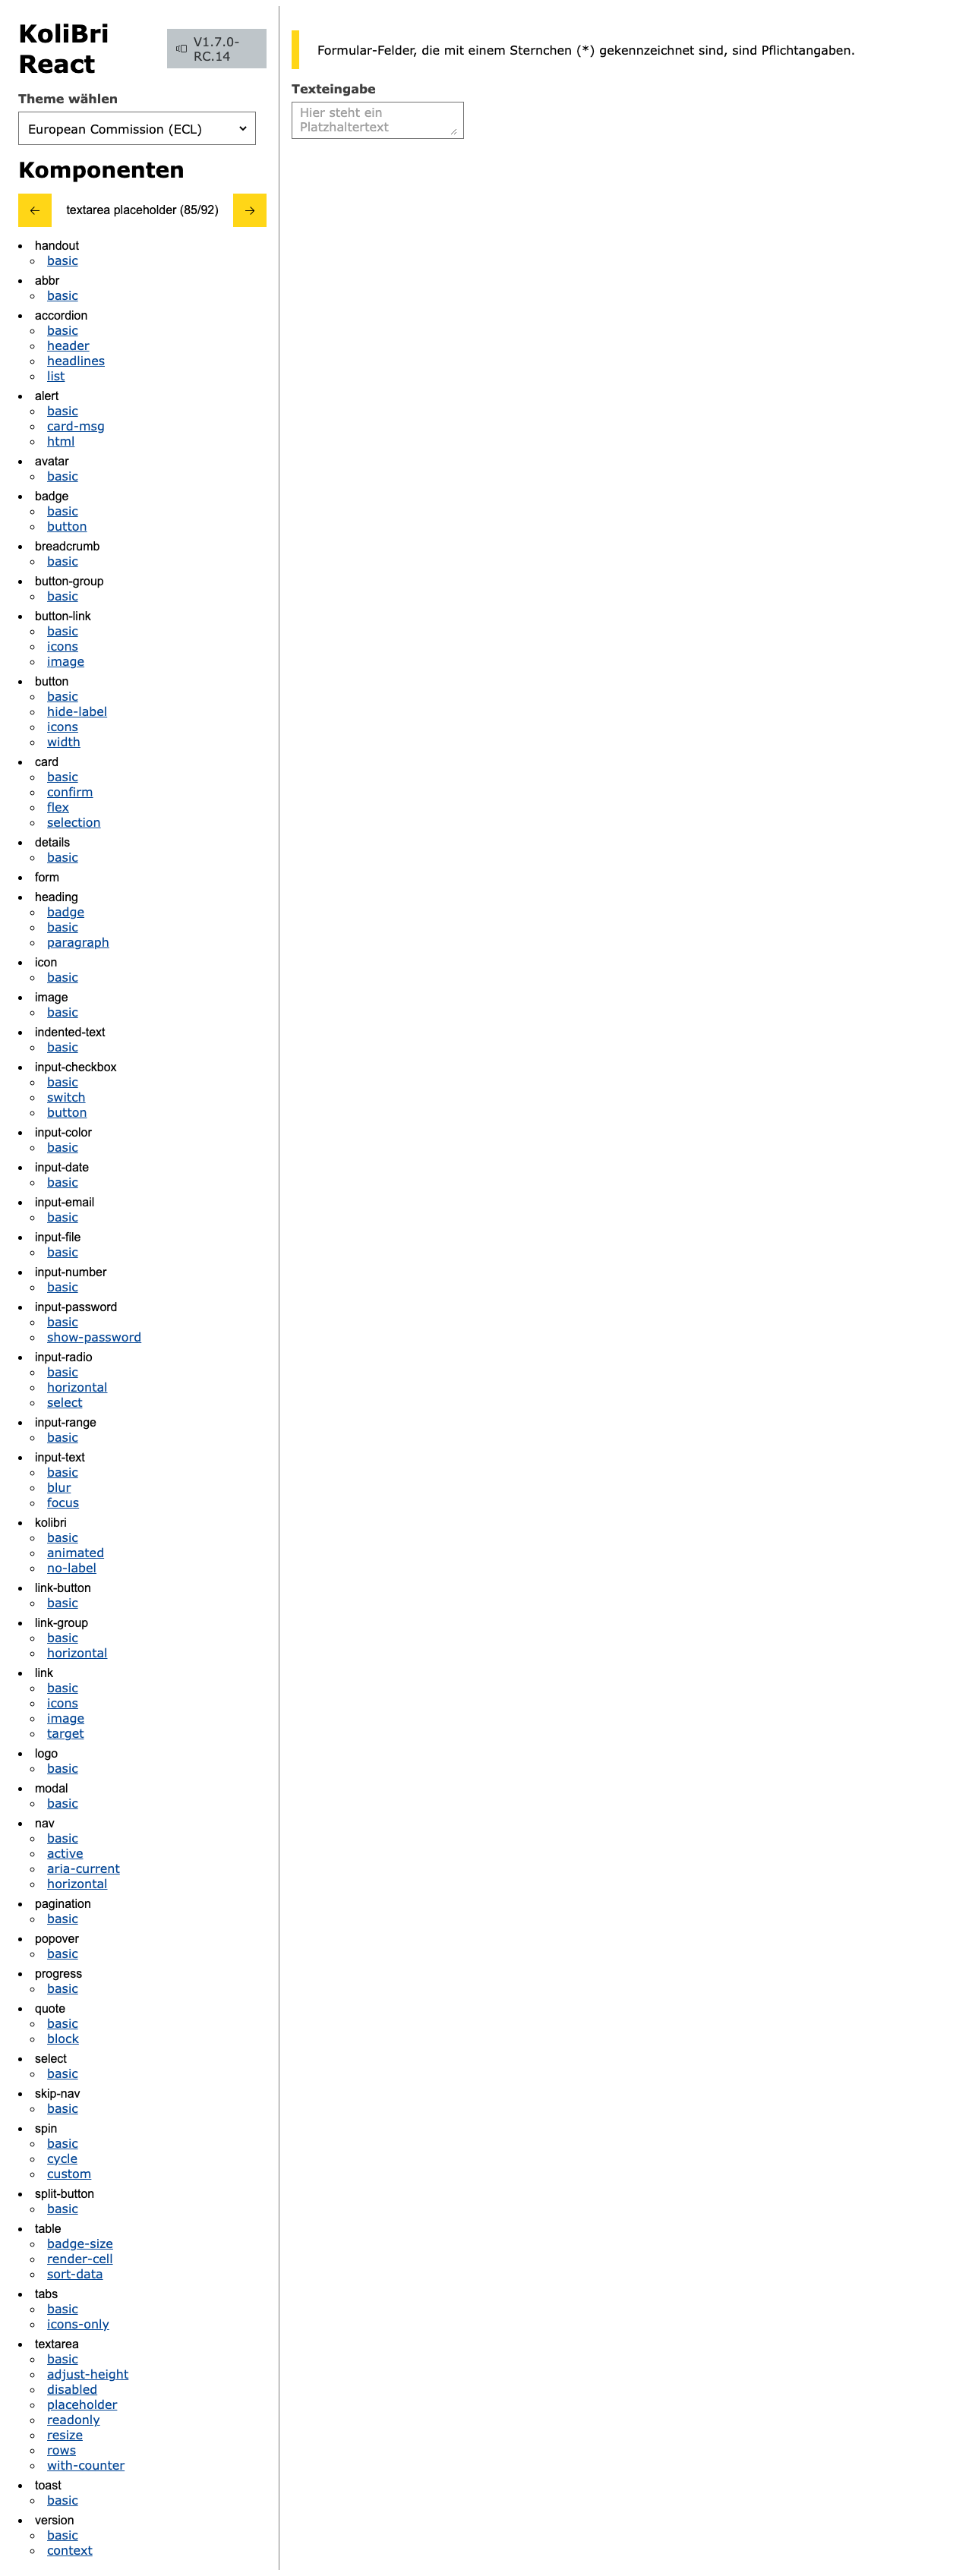 KoliBri
React
V1.7.0-
RC.14
Theme wählen
European Commission (ECL)
Komponenten
← textarea placeholder (85/92) →
handout
basic
abbr
basic
accordion
basic
header
headlines
list
alert
basic
card-msg
html
avatar
basic
badge
basic
button
breadcrumb
basic
button-group
basic
button-link
basic
icons
image
button
basic
hide-label
icons
width
card
basic
confirm
flex
selection
details
basic
form
heading
badge
basic
paragraph
icon
basic
image
basic
indented-text
basic
input-checkbox
basic
switch
button
input-color
basic
input-date
basic
input-email
basic
input-file
basic
input-number
basic
input-password
basic
show-password
input-radio
basic
horizontal
select
input-range
basic
input-text
basic
blur
focus
kolibri
basic
animated
no-label
link-button
basic
link-group
basic
horizontal
link
basic
icons
image
target
logo
basic
modal
basic
nav
basic
active
aria-current
horizontal
pagination
basic
popover
basic
progress
basic
quote
basic
block
select
basic
skip-nav
basic
spin
basic
cycle
custom
split-button
basic
table
badge-size
render-cell
sort-data
tabs
basic
icons-only
textarea
basic
adjust-height
disabled
placeholder
readonly
resize
rows
with-counter
toast
basic
version
basic
context
Formular-Felder, die mit einem Sternchen (*) gekennzeichnet sind, sind Pflichtangaben.
Texteingabe
Hier steht ein
Platzhaltertext